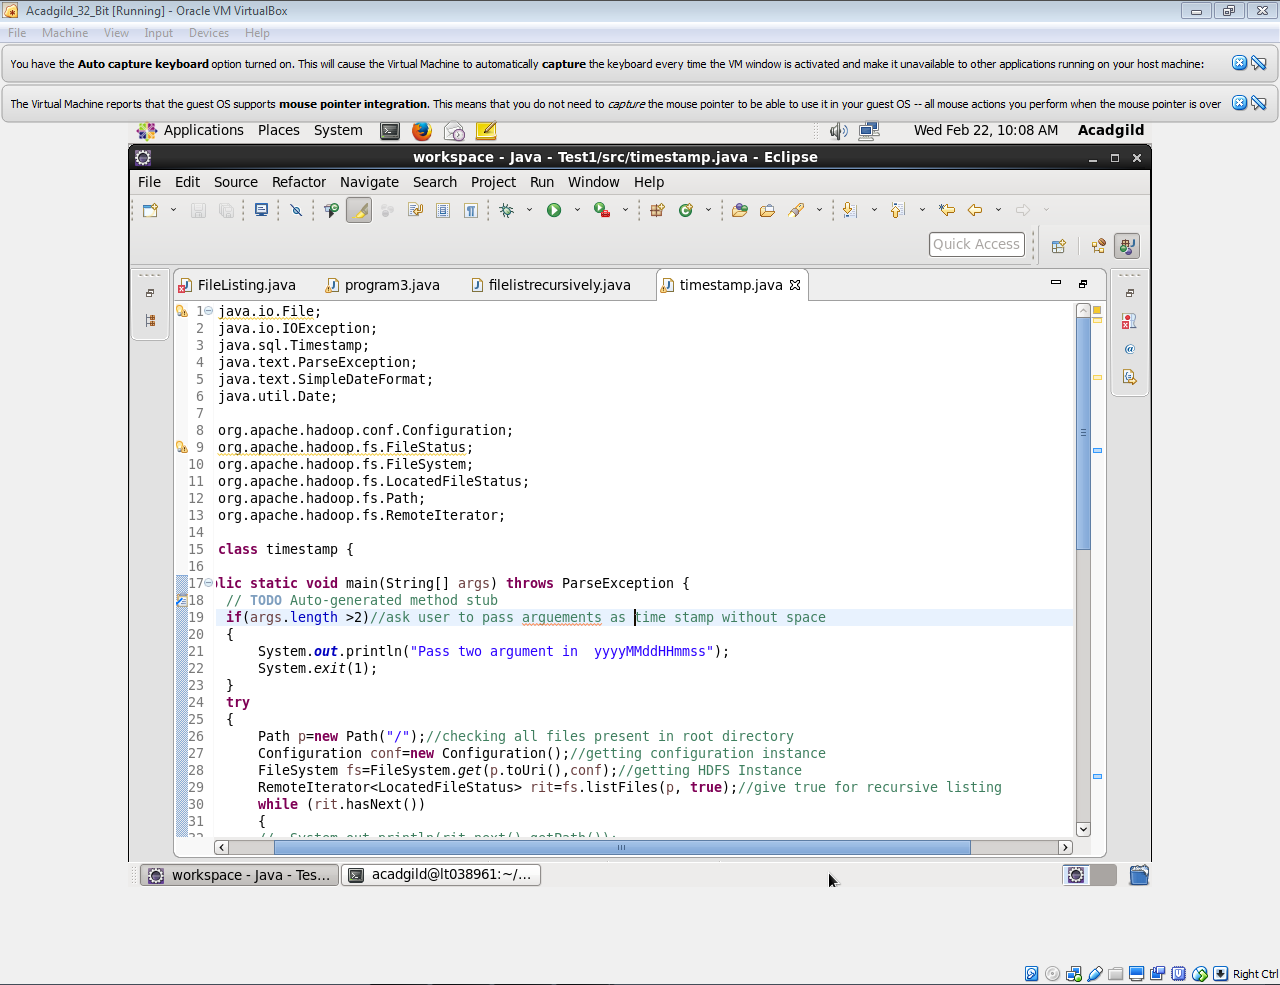 Acadgild_32_Bit [Running] - Oracle VM VirtualBox
File Machine View Input Devices Help
You have the Auto capture keyboard option turned on. This will cause the Virtual Machine to automatically capture the keyboard every time the VM window is activated and make it unavailable to other applications running on your host machine:
The Virtual Machine reports that the guest OS supports mouse pointer integration. This means that you do not need to capture the mouse pointer to be able to use it in your guest OS -- all mouse actions you perform when the mouse pointer is over
Applications Places System Wed Feb 22, 10:08 AM Acadgild
workspace - Java - Test1/src/timestamp.java - Eclipse
File Edit Source Refactor Navigate Search Project Run Window Help
Quick Access
FileListing.java program3.java filelistrecursively.java timestamp.java
1 java.io.File;
2 java.io.IOException;
3 java.sql.Timestamp;
4 java.text.ParseException;
5 java.text.SimpleDateFormat;
6 java.util.Date;
7
8 org.apache.hadoop.conf.Configuration;
9 org.apache.hadoop.fs.FileStatus;
10 org.apache.hadoop.fs.FileSystem;
11 org.apache.hadoop.fs.LocatedFileStatus;
12 org.apache.hadoop.fs.Path;
13 org.apache.hadoop.fs.RemoteIterator;
14
15 class timestamp {
16
17 lic static void main(String[] args) throws ParseException {
18 // TODO Auto-generated method stub
19 if(args.length >2)//ask user to pass arguements as time stamp without space
20 {
21 System.out.println("Pass two argument in  yyyyMMddHHmmss");
22 System.exit(1);
23 }
24 try
25 {
26 Path p=new Path("/");//checking all files present in root directory
27 Configuration conf=new Configuration();//getting configuration instance
28 FileSystem fs=FileSystem.get(p.toUri(),conf);//getting HDFS Instance
29 RemoteIterator<LocatedFileStatus> rit=fs.listFiles(p, true);//give true for recursive listing
30 while (rit.hasNext())
31 {
32 // System.out.println(rit.next().getPath());
workspace - Java - Tes... acadgild@lt038961:~/...
Right Ctrl